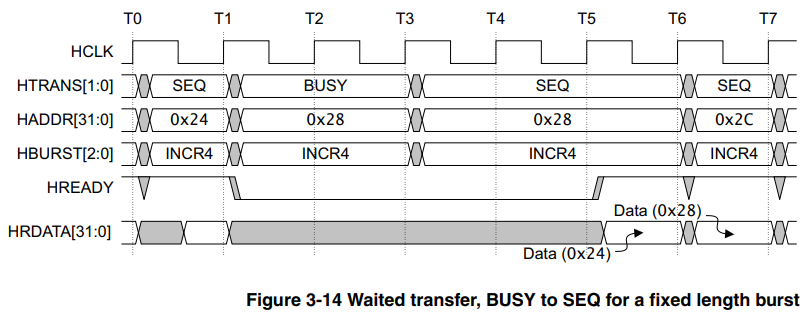 T0 T1 T2 T3 T4 T5 T6 T7
HCLK
HTRANS[1:0] SEQ BUSY SEQ SEQ
HADDR[31:0] 0x24 0x28 0x28 0x2C
HBURST[2:0] INCR4 INCR4 INCR4 INCR4
HREADY
Data (0x28)
HRDATA[31:0]
Data (0x24)
Figure 3-14 Waited transfer, BUSY to SEQ for a fixed length burst